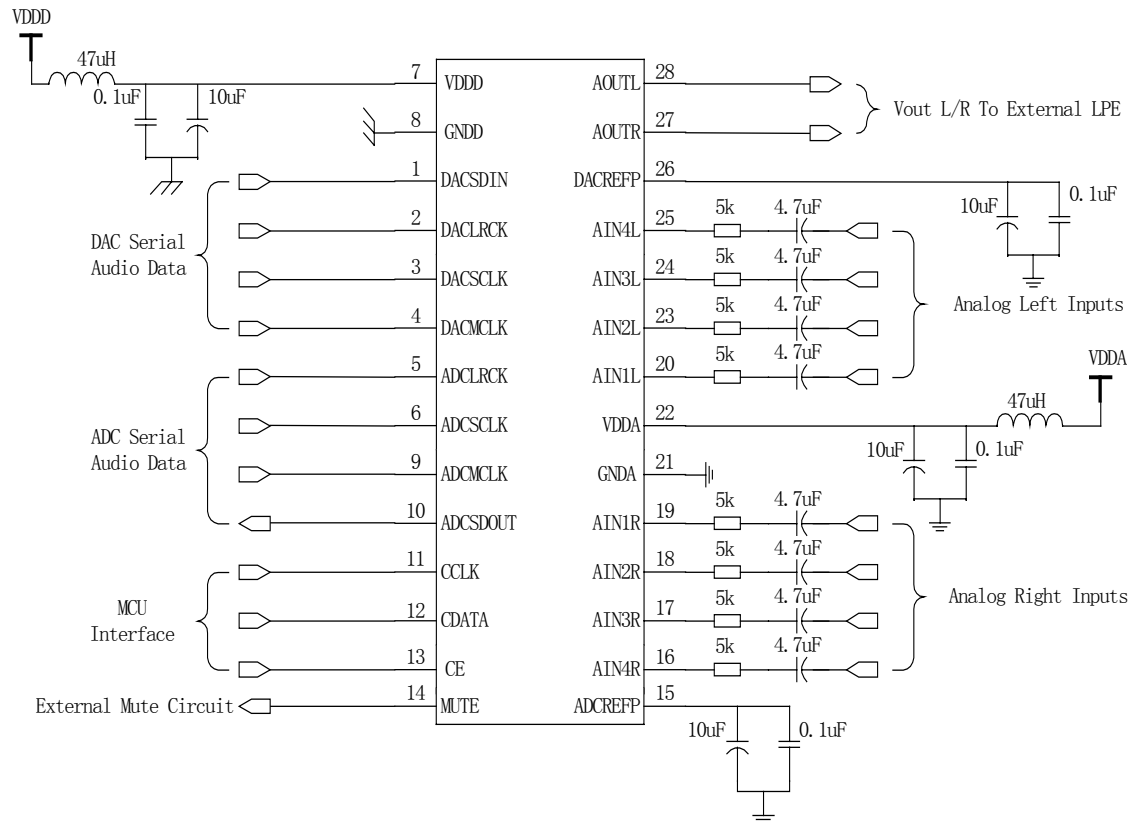 VDDD
47uH
0.1uF
10uF
7
VDDD
8
GNDD
1
DACSDIN
2
DACLRCK
3
DACSCLK
4
DACMCLK
DAC Serial
Audio Data
5
ADCLRCK
6
ADCSCLK
9
ADCMCLK
10
ADCSDOUT
ADC Serial
Audio Data
11
CCLK
12
CDATA
13
CE
MCU
Interface
14
MUTE
External Mute Circuit
AOUTL
28
AOUTR
27
Vout L/R To External LPE
DACREFP
26
10uF
0.1uF
AIN4L
25
5k
4.7uF
AIN3L
24
5k
4.7uF
AIN2L
23
5k
4.7uF
AIN1L
20
5k
4.7uF
Analog Left Inputs
VDDA
22
47uH
VDDA
10uF
0.1uF
GNDA
21
AIN1R
19
5k
4.7uF
AIN2R
18
5k
4.7uF
AIN3R
17
5k
4.7uF
AIN4R
16
5k
4.7uF
Analog Right Inputs
ADCREFP
15
10uF
0.1uF